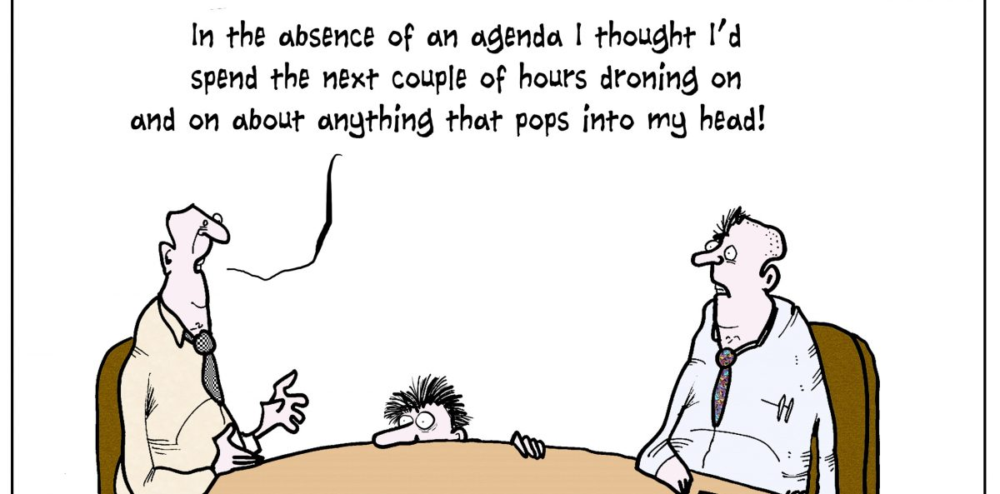 In the absence of an agenda I thought I'd
spend the next couple of hours droning on
and on about anything that pops into my head!